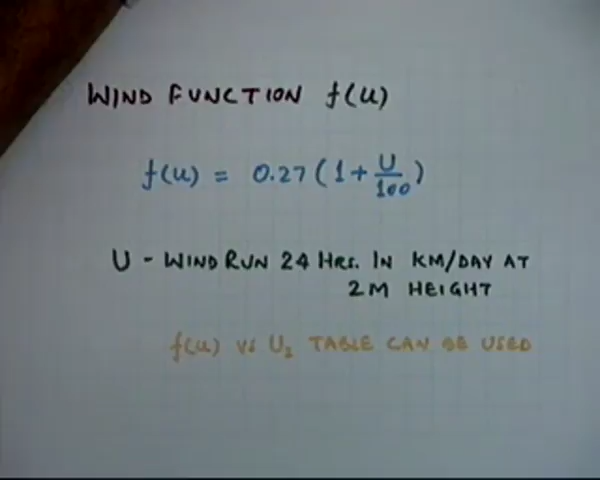 WIND FUNCTION f(u)
f(u) = 0.27 (1 + U/100)
U - WIND RUN 24 HRS. IN KM/DAY AT
2M HEIGHT
f(u) VS U2 TABLE CAN BE USED